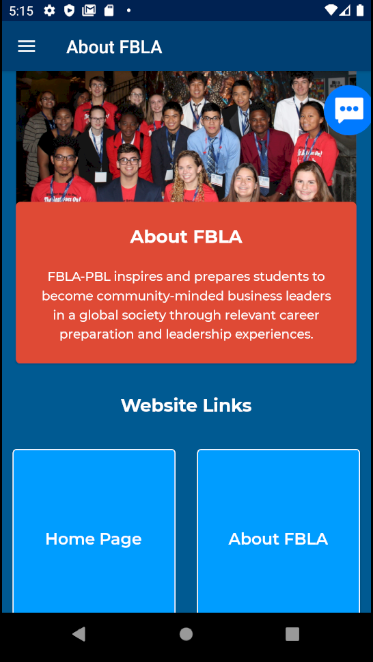 5:15
About FBLA
About FBLA
FBLA-PBL inspires and prepares students to
become community-minded business leaders
in a global society through relevant career
preparation and leadership experiences.
Website Links
Home Page
About FBLA